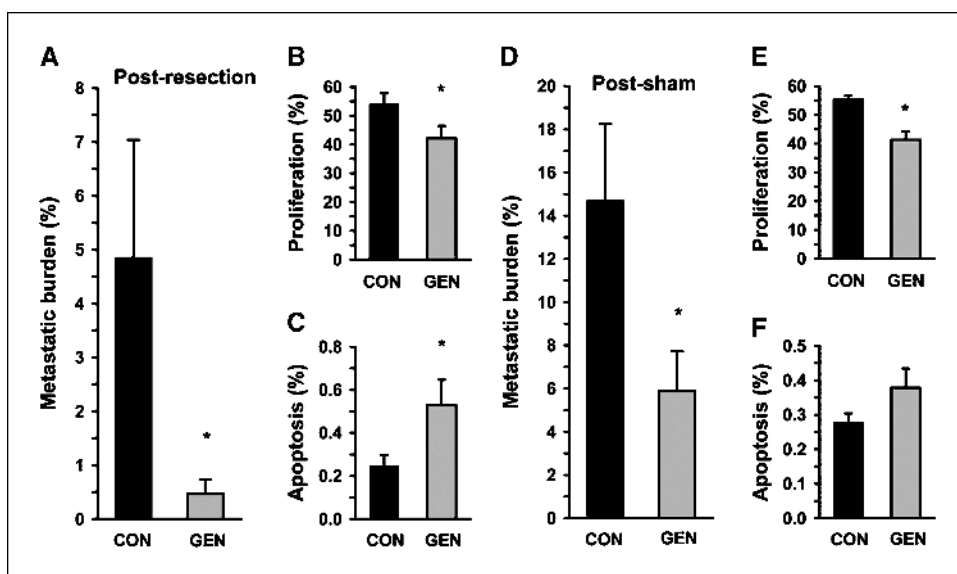 A
Post-resection
Metastatic burden (%)
8
7
6
5
4
3
2
1
0
*
CON GEN
B
Proliferation (%)
60
50
40
30
20
10
0
*
CON GEN
C
Apoptosis (%)
0.8
0.6
0.4
0.2
0.0
*
CON GEN
D
Post-sham
Metastatic burden (%)
20
18
16
14
12
10
8
6
4
2
0
*
CON GEN
E
Proliferation (%)
60
50
40
30
20
10
0
*
CON GEN
F
Apoptosis (%)
0.5
0.4
0.3
0.2
0.1
0.0
CON GEN